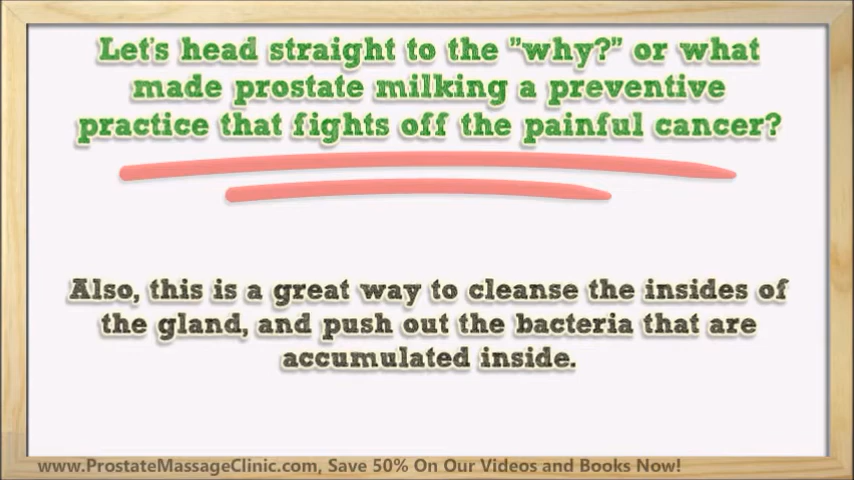 Let's head straight to the "why?" or what
made prostate milking a preventive
practice that fights off the painful cancer?
Also, this is a great way to cleanse the insides of
the gland, and push out the bacteria that are
accumulated inside.
www.ProstateMassageClinic.com, Save 50% On Our Videos and Books Now!